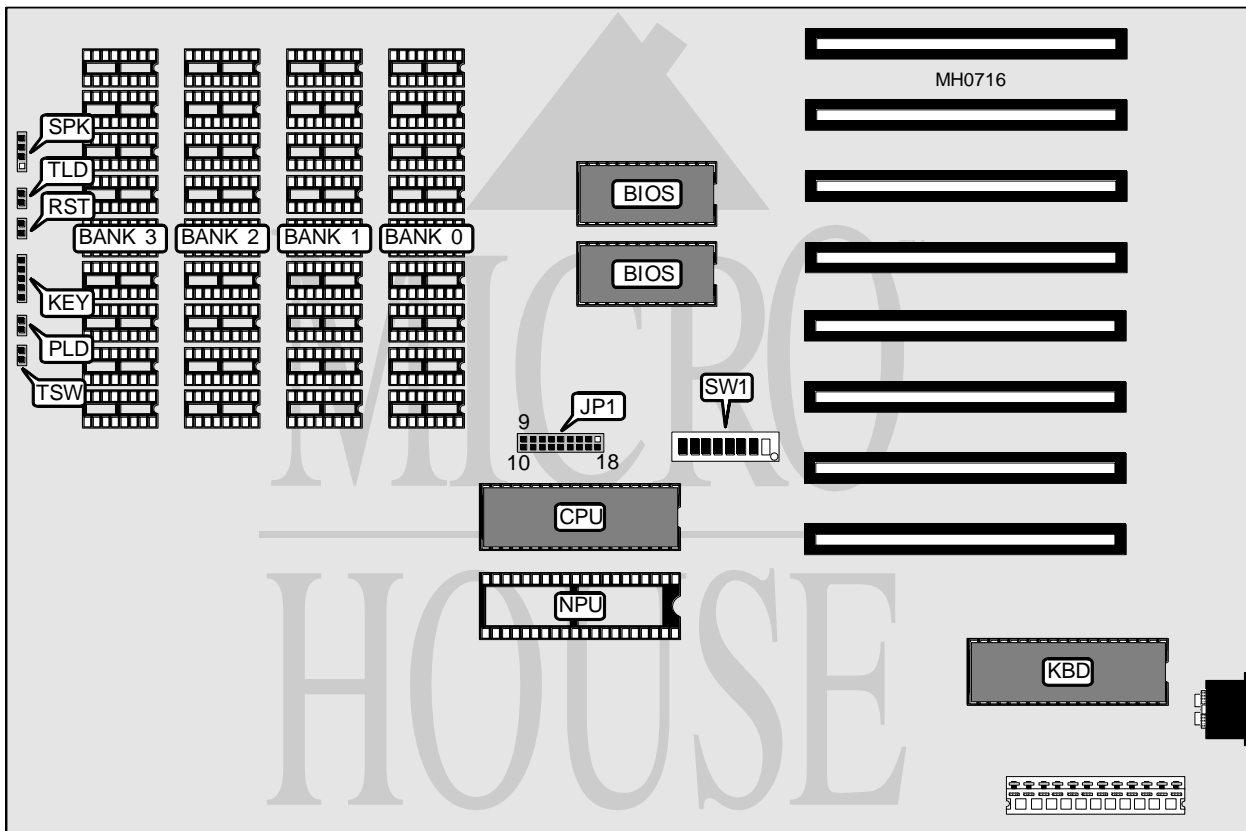 MH0716
SPK
TLD
RST
BANK 3 BANK 2 BANK 1 BANK 0
KEY
PLD
TSW
BIOS
BIOS
9
JP1
10
18
SW1
CPU
NPU
KBD
MICRO
HOUSE